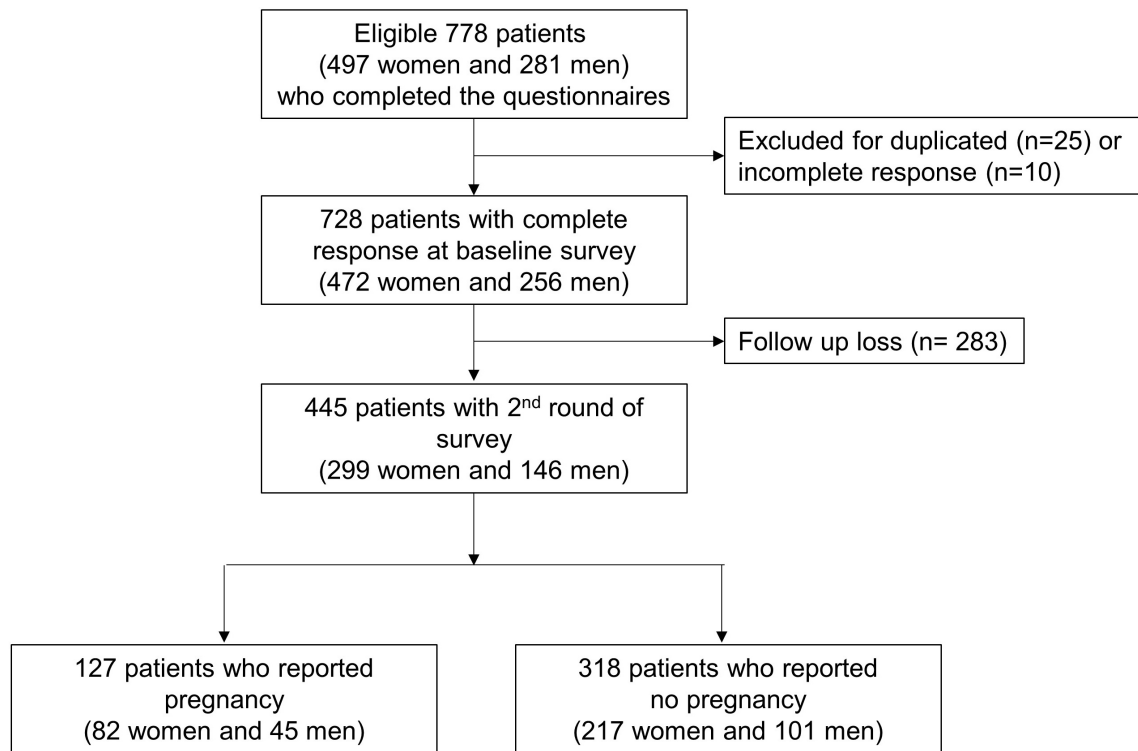 Eligible 778 patients
(497 women and 281 men)
who completed the questionnaires
Excluded for duplicated (n=25) or
incomplete response (n=10)
728 patients with complete
response at baseline survey
(472 women and 256 men)
Follow up loss (n= 283)
445 patients with 2nd round of
survey
(299 women and 146 men)
127 patients who reported
pregnancy
(82 women and 45 men)
318 patients who reported
no pregnancy
(217 women and 101 men)